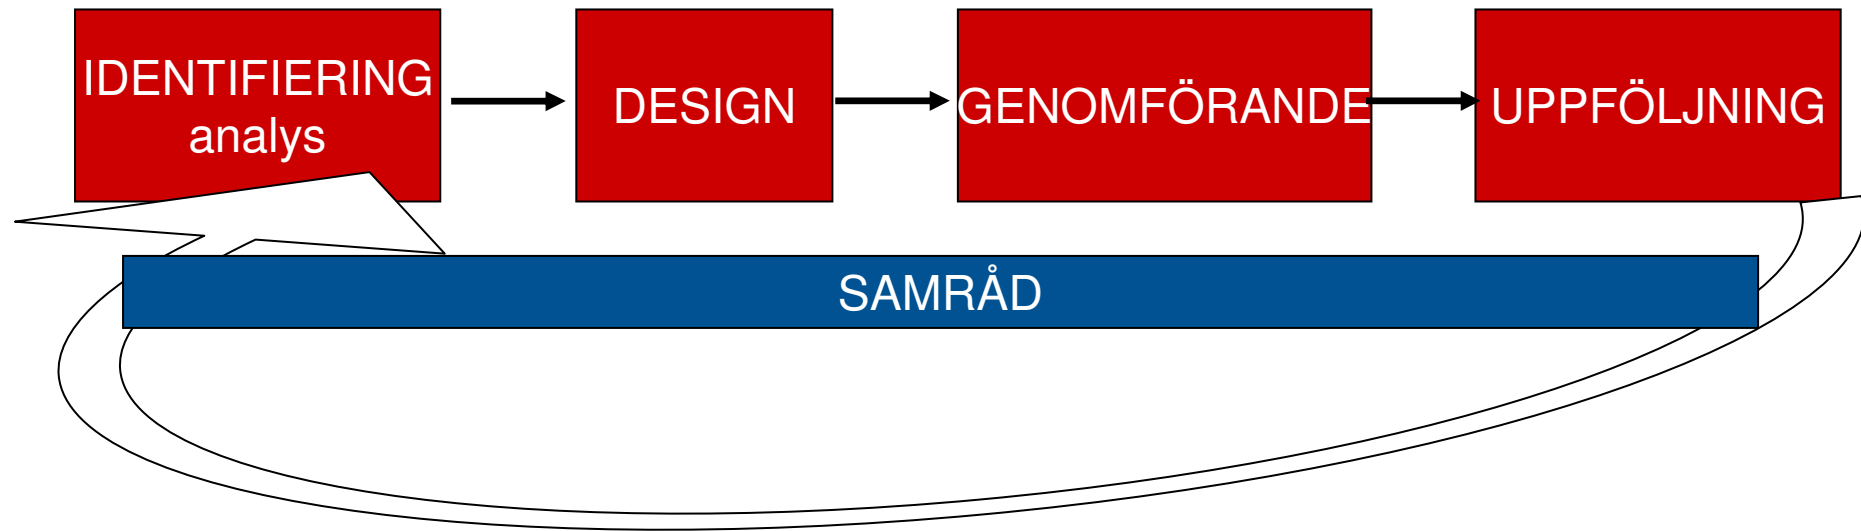 IDENTIFIERING
analys
DESIGN
GENOMFÖRANDE
UPPFÖLJNING
SAMRÅD